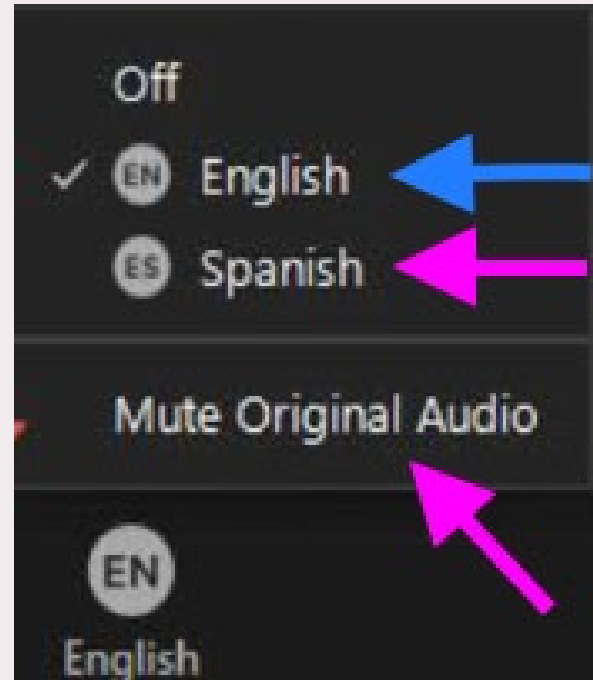 Off
EN English
ES Spanish
Mute Original Audio
EN
English